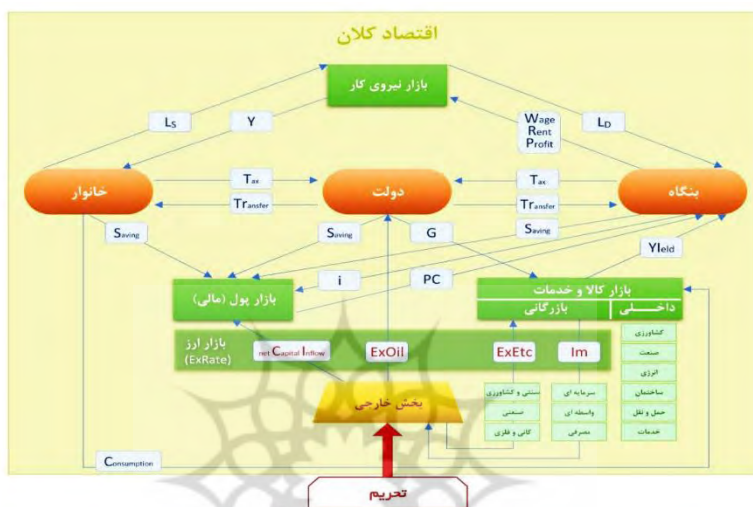 اقتصاد کلان
بازار نیروی کار
LS
Y
Wage
Rent
Profit
LD
خانوار
Tax
Transfer
دولت
Tax
Transfer
بنگاه
Saving
Saving
G
Saving
Yield
i
PC
بازار پول (مالی)
بازار کالا و خدمات
بازرگانی
داخلی
بازار ارز
(ExRate)
net Capital Inflow
ExOil
ExEtc
Im
کشاورزی
صنعت
انرژی
ساختمان
حمل و نقل
خدمات
سنتی و کشاورزی
صنعتی
کانی و فلزی
سرمایه ای
واسطه ای
مصرفی
بخش خارجی
Consumption
تحریم